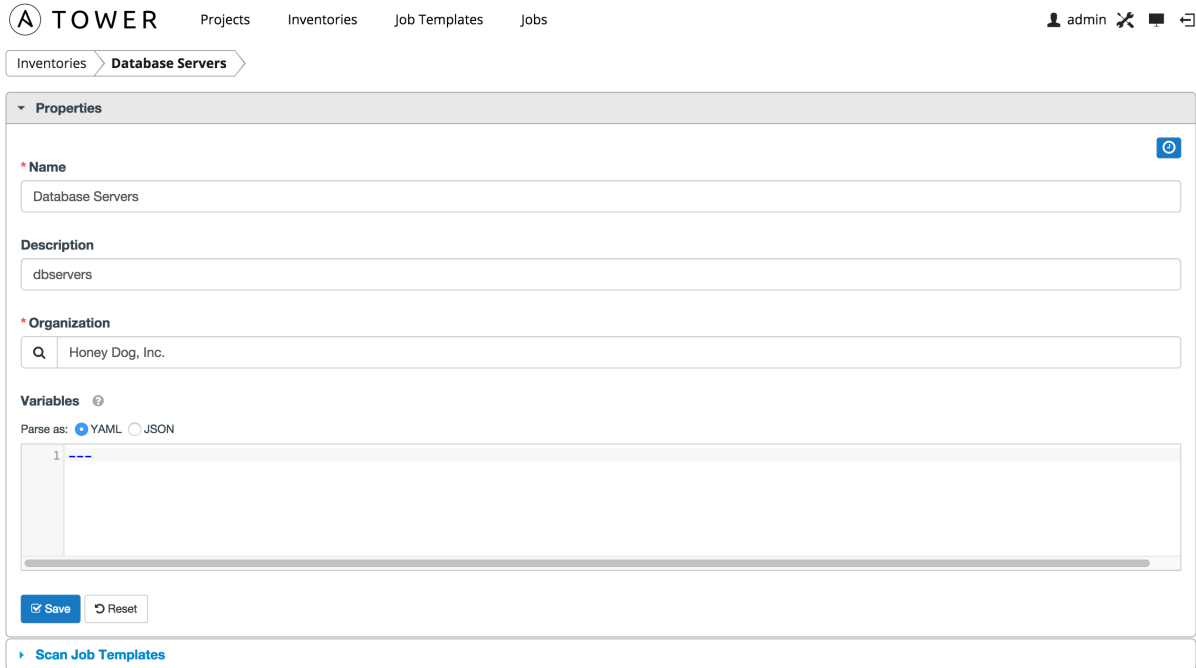 A TOWER Projects Inventories Job Templates Jobs admin
Inventories Database Servers
Properties
* Name
Database Servers
Description
dbservers
* Organization
Honey Dog, Inc.
Variables ?
Parse as: YAML JSON
1 ---
Save Reset
Scan Job Templates